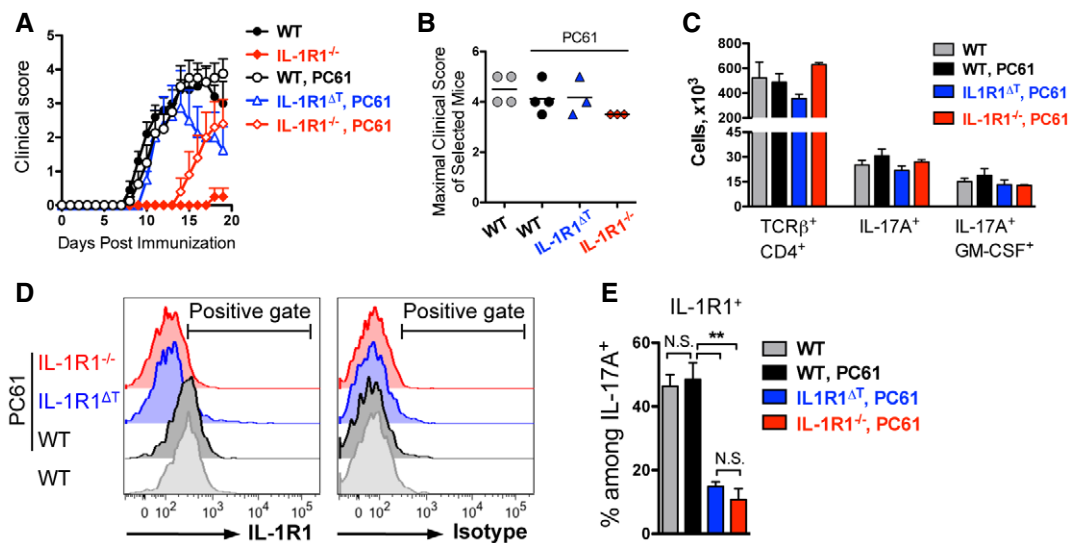 A
Clinical score
5
4
3
2
1
0
0 5 10 15 20
Days Post Immunization
WT
IL-1R1-/-
WT, PC61
IL-1R1ΔT, PC61
IL-1R1-/-, PC61
B
PC61
Maximal Clinical Score
of Selected Mice
6
4
2
0
WT
WT
IL-1R1ΔT
IL-1R1-/-
C
Cells, x10³
600
400
200
45
30
15
0
TCRβ+
CD4+
IL-17A+
IL-17A+
GM-CSF+
WT
WT, PC61
IL1R1ΔT, PC61
IL-1R1-/-, PC61
D
PC61
IL-1R1-/-
IL-1R1ΔT
WT
WT
Positive gate
0 10² 10³ 10⁴ 10⁵
IL-1R1
Positive gate
0 10² 10³ 10⁴ 10⁵
Isotype
E
IL-1R1+
% among IL-17A+
60
40
20
0
N.S.
**
N.S.
WT
WT, PC61
IL1R1ΔT, PC61
IL-1R1-/-, PC61